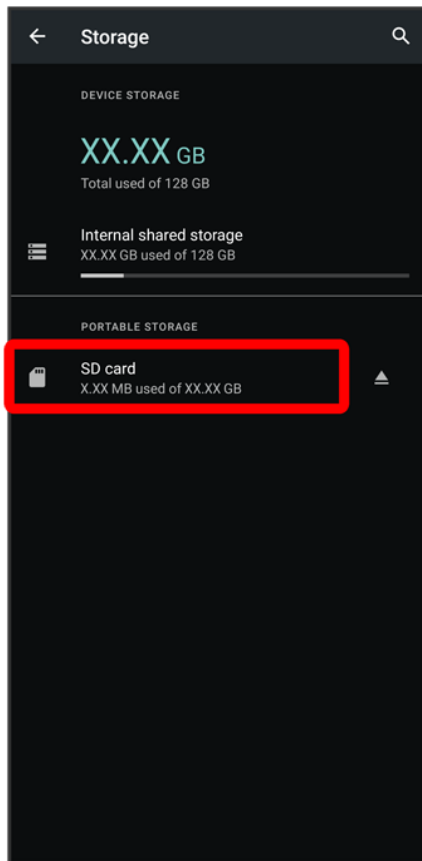 Storage
DEVICE STORAGE
XX.XX GB
Total used of 128 GB
Internal shared storage
XX.XX GB used of 128 GB
PORTABLE STORAGE
SD card
X.XX MB used of XX.XX GB